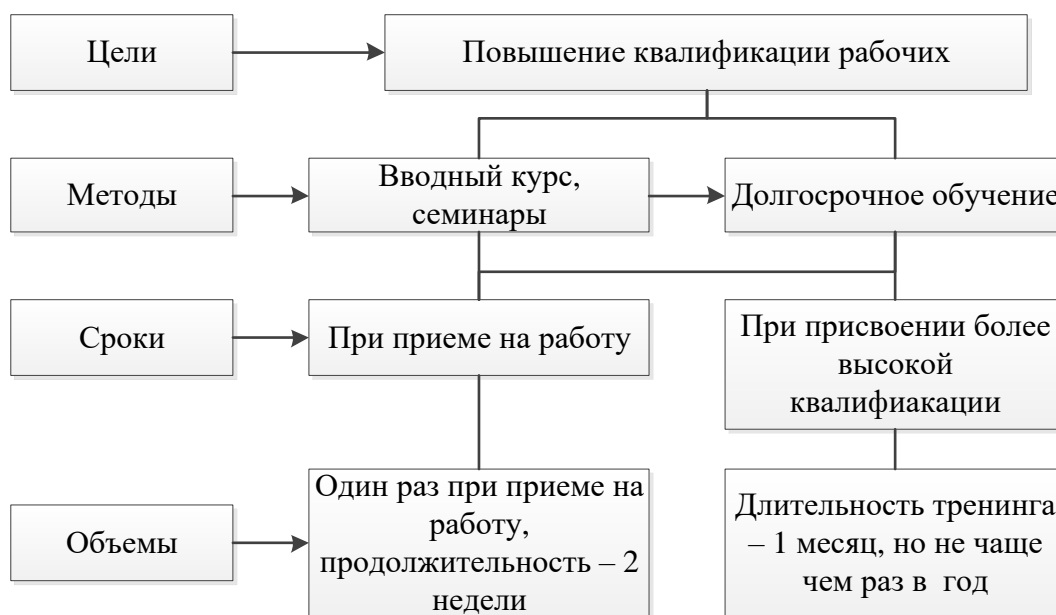 Цели
Повышение квалификации рабочих
Методы
Вводный курс,
семинары
Долгосрочное обучение
Сроки
При приеме на работу
При присвоении более
высокой
квалифиакации
Объемы
Один раз при приеме на
работу,
продолжительность – 2
недели
Длительность тренинга
– 1 месяц, но не чаще
чем раз в  год